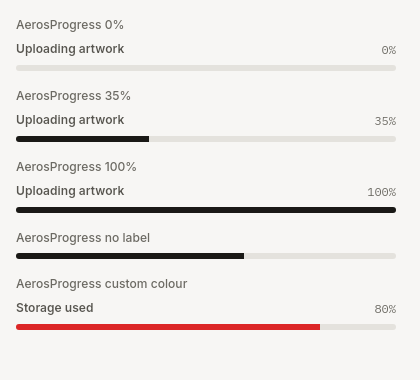 AerosProgress 0%
Uploading artwork 0%
AerosProgress 35%
Uploading artwork 35%
AerosProgress 100%
Uploading artwork 100%
AerosProgress no label
AerosProgress custom colour
Storage used 80%